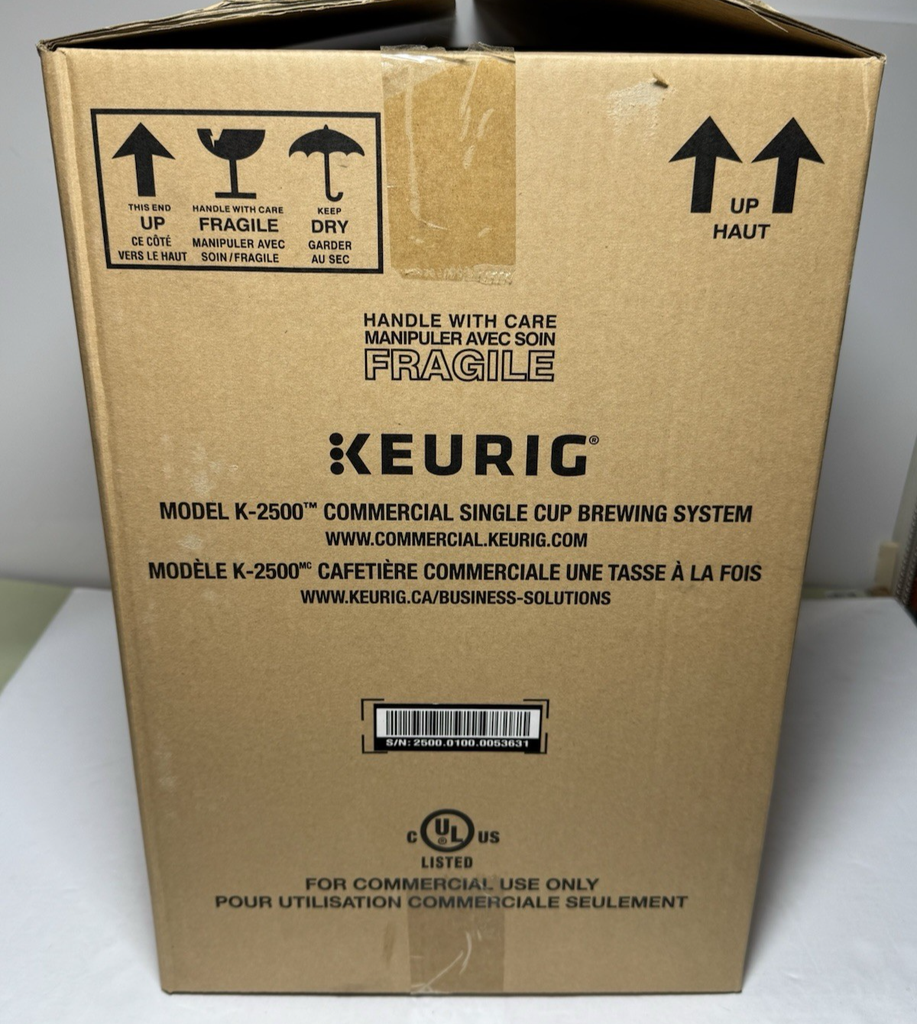 THIS END
UP
CE CÔTÉ
VERS LE HAUT
HANDLE WITH CARE
FRAGILE
MANIPULER AVEC
SOIN / FRAGILE
KEEP
DRY
GARDER
AU SEC
UP
HAUT
HANDLE WITH CARE
MANIPULER AVEC SOIN
FRAGILE
KEURIG®
MODEL K-2500™ COMMERCIAL SINGLE CUP BREWING SYSTEM
WWW.COMMERCIAL.KEURIG.COM
MODÈLE K-2500MC CAFETIÈRE COMMERCIALE UNE TASSE À LA FOIS
WWW.KEURIG.CA/BUSINESS-SOLUTIONS
S/N: 2500.0100.0053631
C UL® US
LISTED
FOR COMMERCIAL USE ONLY
POUR UTILISATION COMMERCIALE SEULEMENT